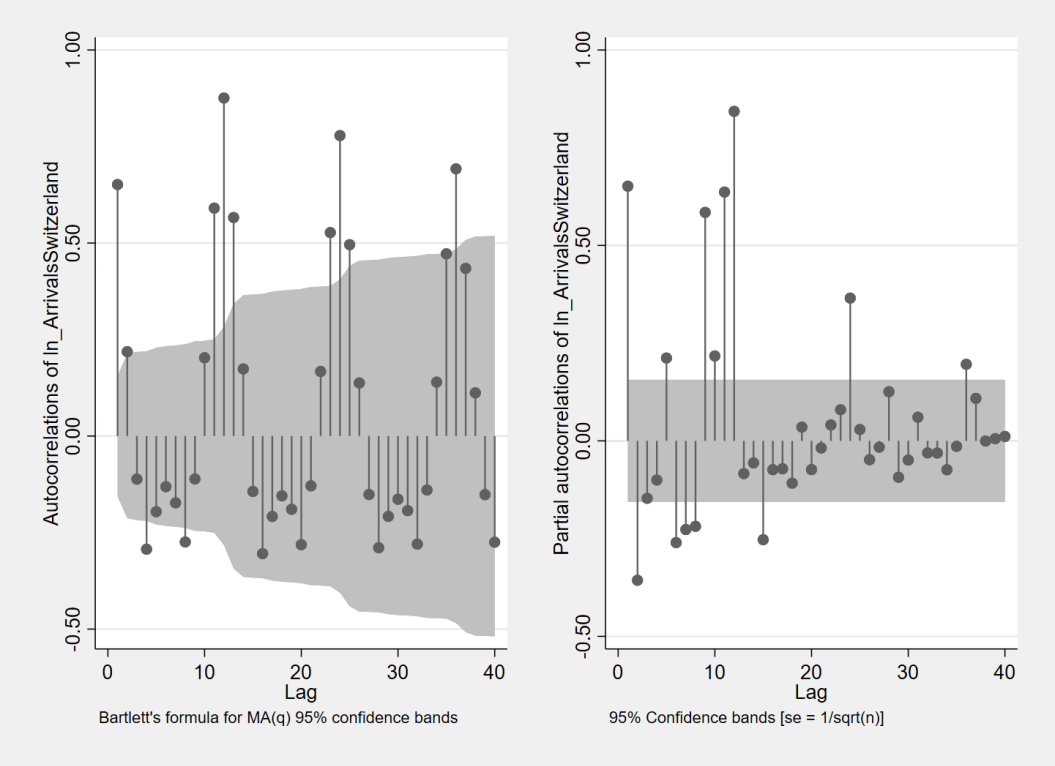 Autocorrelations of ln_ArrivalsSwitzerland
1.00
0.50
0.00
-0.50
0 10 20 30 40
Lag
Bartlett's formula for MA(q) 95% confidence bands
Partial autocorrelations of ln_ArrivalsSwitzerland
1.00
0.50
0.00
-0.50
0 10 20 30 40
Lag
95% Confidence bands [se = 1/sqrt(n)]